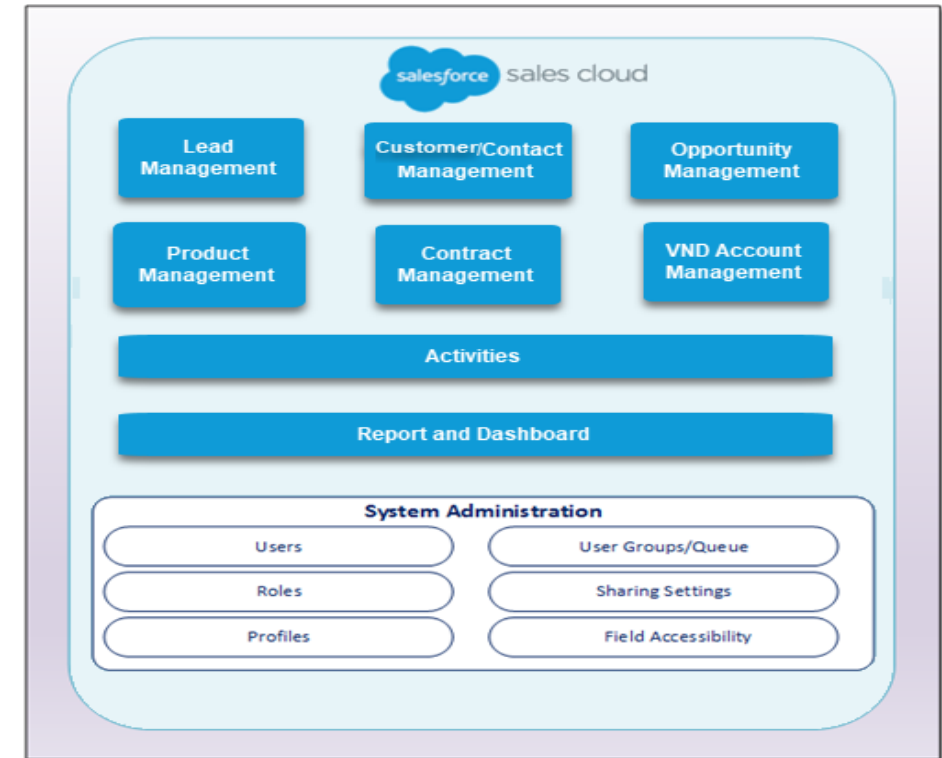 salesforce sales cloud
Lead
Management
Customer/Contact
Management
Opportunity
Management
Product
Management
Contract
Management
VND Account
Management
Activities
Report and Dashboard
System Administration
Users
User Groups/Queue
Roles
Sharing Settings
Profiles
Field Accessibility